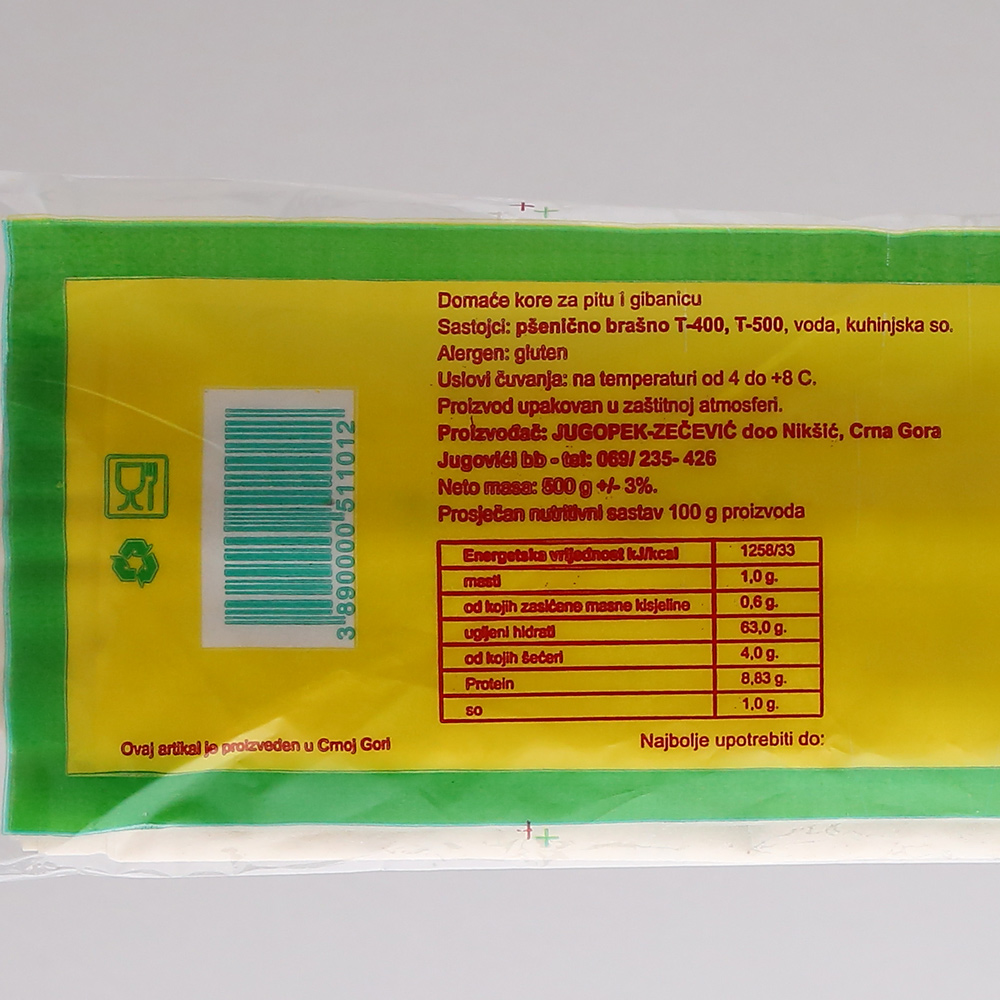 Domaće kore za pitu i gibanicu
Sastojci: pšenično brašno T-400, T-500, voda, kuhinjska so.
Alergen: gluten
Uslovi čuvanja: na temperaturi od 4 do +8 C.
Proizvod upakovan u zaštitnoj atmosferi.
Proizvođač: JUGOPEK-ZEČEVIĆ doo Nikšić, Crna Gora
Jugovići bb - tel: 069/ 235- 426
Neto masa: 500 g +/- 3%.
Prosječan nutritivni sastav 100 g proizvoda
Energetska vrijednost kJ/kcal 1258/33
masti 1,0 g.
od kojih zasićene masne kisjeline 0,6 g.
ugljeni hidrati 63,0 g.
od kojih šećeri 4,0 g.
Protein 8,83 g.
so 1,0 g.
3 890000 511012
Ovaj artikal je proizveden u Crnoj Gori
Najbolje upotrebiti do: